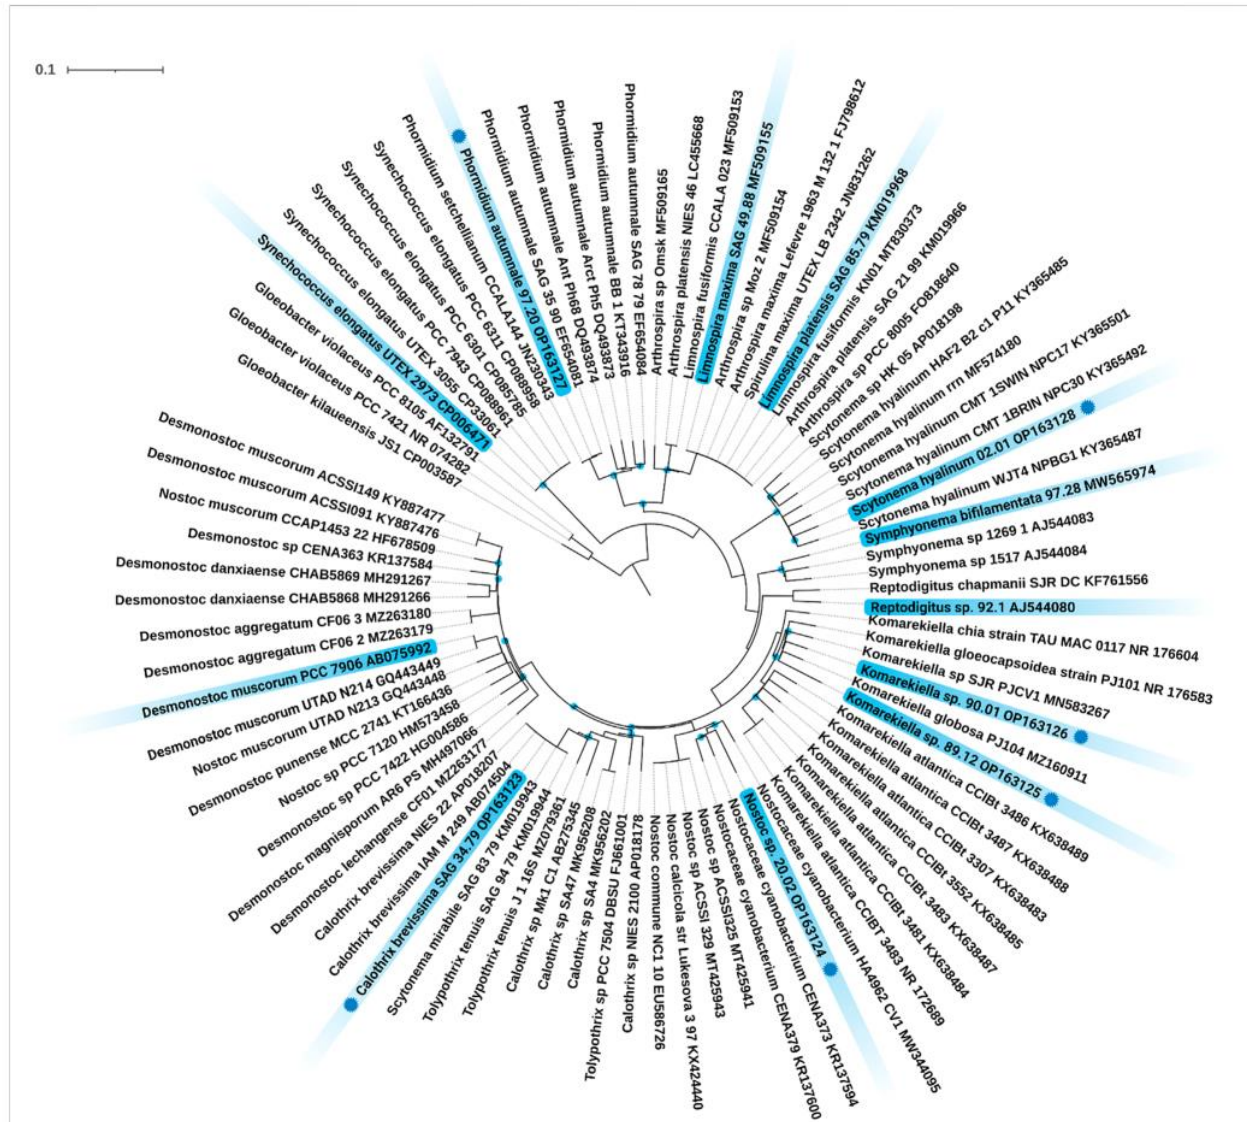 0.1
Phormidium autumnale SAG 78 79 EF654084
Arthrospira sp Omsk MF509165
Arthrospira platensis NIES 46 LC455668
Limnospira fusiformis CCALA 023 MF509153
Limnospira maxima SAG 49.88 MF509155
Arthrospira sp Moz 2 MF509154
Arthrospira maxima Lefevre 1963 M 132 1 FJ798612
Spirulina maxima UTEX LB 2342 JN831262
Limnospira platensis SAG 85.79 KM019968
Limnospira fusiformis KN01 MT830373
Arthrospira platensis SAG 21 99 KM019966
Arthrospira sp PCC 8005 FO818640
Scytonema sp HK 05 AP018198
Scytonema hyalinum HAF2 B2 c1 P11 KY365485
Scytonema hyalinum rrn MF574180
Scytonema hyalinum CMT 1SWIN NPC17 KY365501
Scytonema hyalinum CMT 1BRIN NPC30 KY365492
Scytonema hyalinum 02.01 OP163128
Scytonema hyalinum WJT4 NPBG1 KY365487
Symphyonema bifilamentata 97.28 MW565974
Symphyonema sp 1269 1 AJ544083
Symphyonema sp 1517 AJ544084
Reptodigitus chapmanii SJR DC KF761556
Reptodigitus sp. 92.1 AJ544080
Komarekiella chia strain TAU MAC 0117 NR 176604
Komarekiella gloeocapsoidea strain PJ101 NR 176583
Komarekiella sp SJR PJCV1 MN583267
Komarekiella sp. 90.01 OP163126
Komarekiella globosa PJ104 MZ160911
Komarekiella sp. 89.12 OP163125
Komarekiella atlantica CCIBt 3486 KX638489
Komarekiella atlantica CCIBt 3487 KX638488
Komarekiella atlantica CCIBt 3307 KX638483
Komarekiella atlantica CCIBt 3552 KX638485
Komarekiella atlantica CCIBt 3483 KX638487
Komarekiella atlantica CCIBt 3481 KX638484
Komarekiella atlantica CCIBT 3483 NR 172689
Nostocaceae cyanobacterium HA4962 CV1 MW344095
Nostoc sp. 20.02 OP163124
Nostocaceae cyanobacterium CENA373 KR137594
Nostocaceae cyanobacterium CENA379 KR137600
Nostoc sp ACSSI325 MT425941
Nostoc sp ACSSI 329 MT425943
Nostoc calcicola str Lukesova 3 97 KX424440
Nostoc commune NC1 10 EU586726
Calothrix sp NIES 2100 AP018178
Tolypothrix sp PCC 7504 DBSU FJ661001
Calothrix sp SA4 MK956202
Calothrix sp SA47 MK956208
Calothrix sp Mk1 C1 AB275345
Tolypothrix tenuis J 1 16S MZ079361
Tolypothrix tenuis SAG 94 79 KM019944
Scytonema mirabile SAG 83 79 KM019943
Calothrix brevissima SAG 34.79 OP163123
Calothrix brevissima IAM M 249 AB074504
Calothrix brevissima NIES 22 AP018207
Desmonostoc lechangense CF01 MZ263177
Desmonostoc magnisporum AR6 PS MH497066
Desmonostoc sp PCC 7422 HG004586
Nostoc sp PCC 7120 HM573458
Desmonostoc punense MCC 2741 KT166436
Nostoc muscorum UTAD N213 GQ443448
Desmonostoc muscorum UTAD N214 GQ443449
Desmonostoc muscorum PCC 7906 AB075992
Desmonostoc aggregatum CF06 2 MZ263179
Desmonostoc aggregatum CF06 3 MZ263180
Desmonostoc danxiaense CHAB5868 MH291266
Desmonostoc danxiaense CHAB5869 MH291267
Desmonostoc sp CENA363 KR137584
Nostoc muscorum CCAP1453 22 HF678509
Desmonostoc muscorum ACSSI091 KY887476
Desmonostoc muscorum ACSSI149 KY887477
Gloeobacter kilaueensis JS1 CP003587
Gloeobacter violaceus PCC 7421 NR 074282
Gloeobacter violaceus PCC 8105 AF132791
Synechococcus elongatus UTEX 2973 CP006471
Synechococcus elongatus UTEX 3055 CP33061
Synechococcus elongatus PCC 7943 CP088961
Synechococcus elongatus PCC 6301 CP085785
Synechococcus elongatus PCC 6311 CP088958
Phormidium setchellianum CCALA144 JN230343
Phormidium autumnale 97.20 OP163127
Phormidium autumnale SAG 35 90 EF654081
Phormidium autumnale Ant Ph68 DQ493874
Phormidium autumnale Arct Ph5 DQ493873
Phormidium autumnale BB 1 KT343916